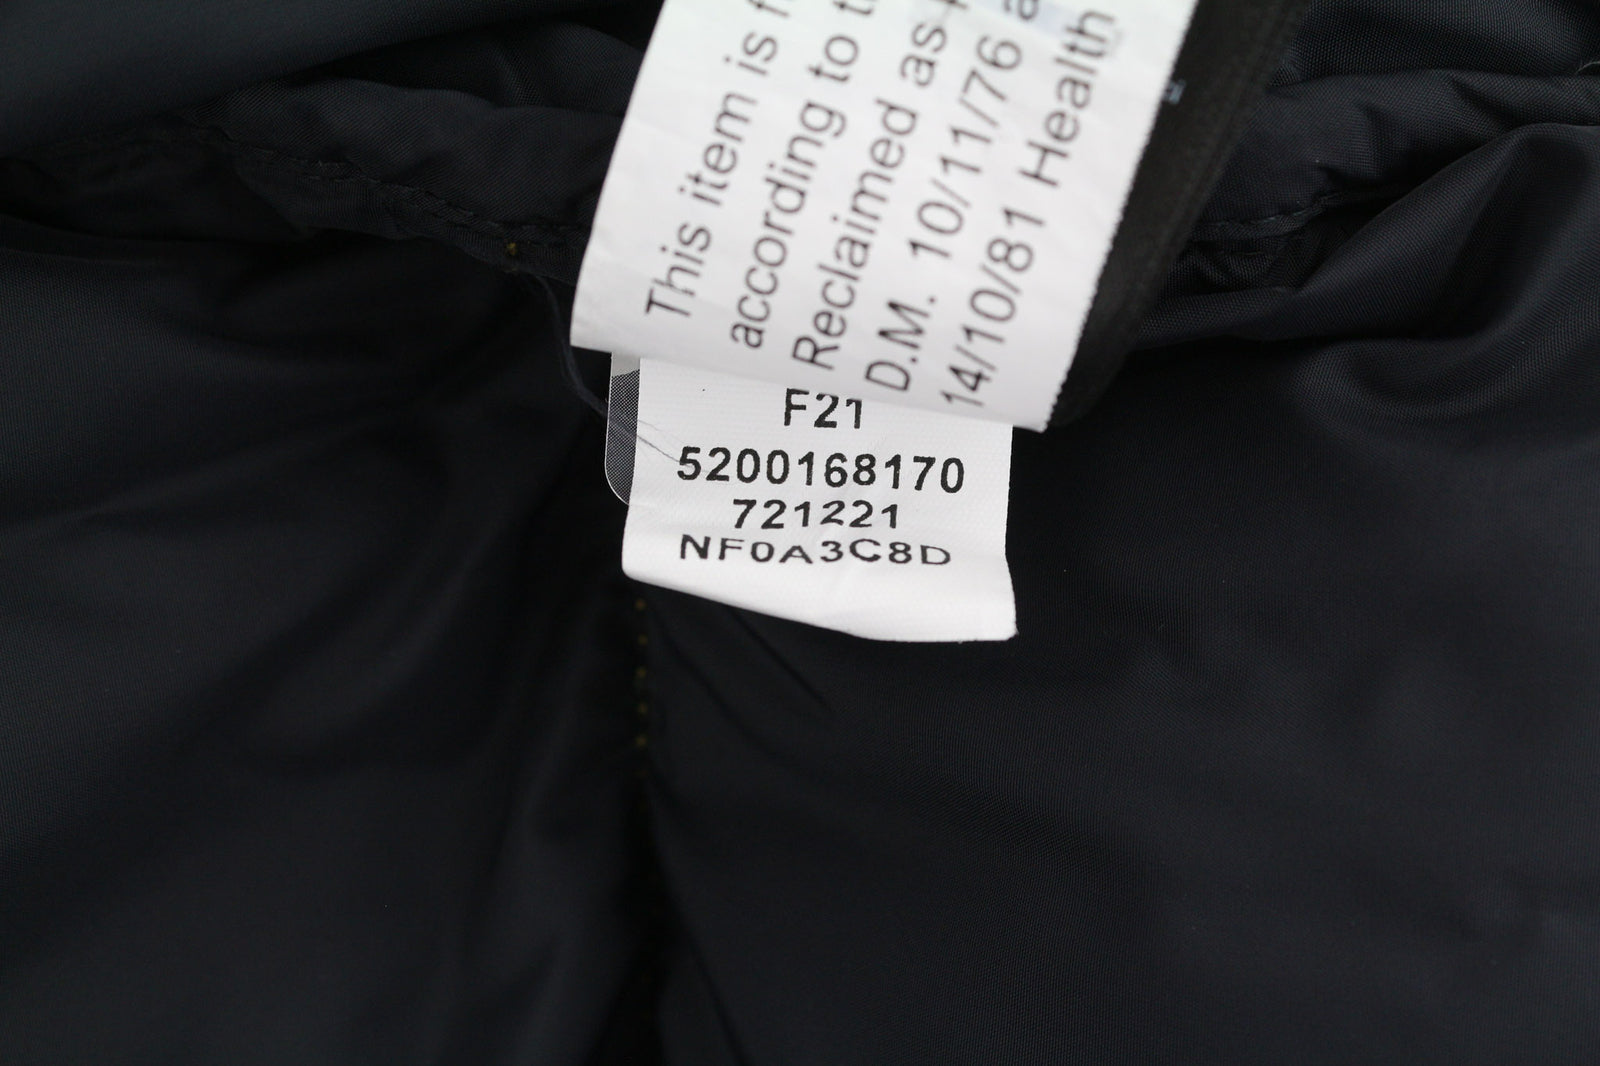 This item is
according to
Reclaimed as
D.M. 10/11/76
14/10/81 Health
F21
5200168170
721221
NF0A3C8D